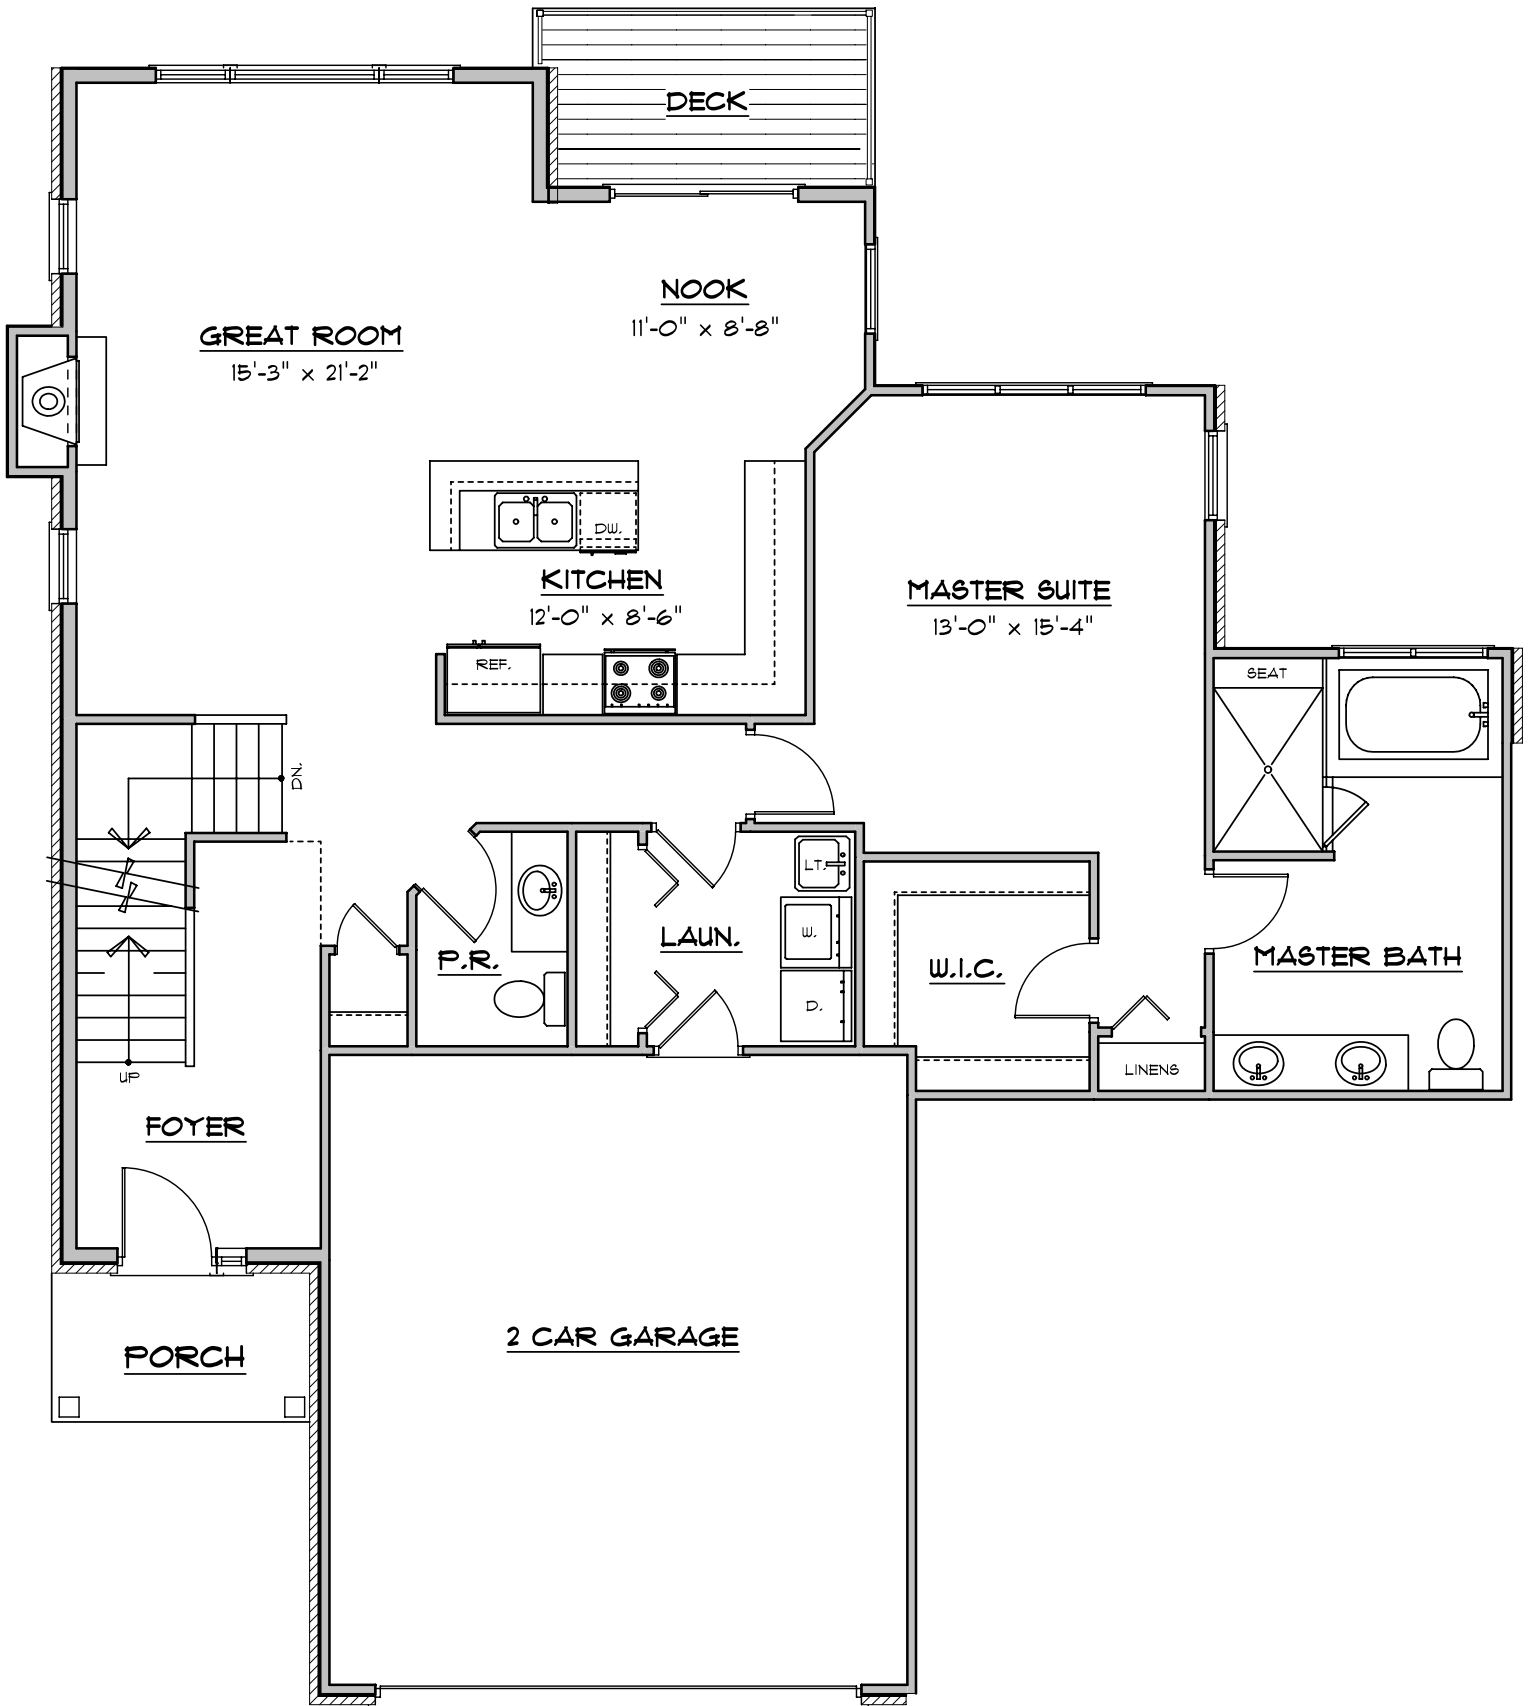 DECK
NOOK
11'-0" x 8'-8"
GREAT ROOM
15'-3" x 21'-2"
DW.
KITCHEN
12'-0" x 8'-6"
MASTER SUITE
13'-0" x 15'-4"
REF.
SEAT
DN.
LT.
W.
LAUN.
P.R.
W.I.C.
MASTER BATH
D.
UP
LINENS
FOYER
2 CAR GARAGE
PORCH